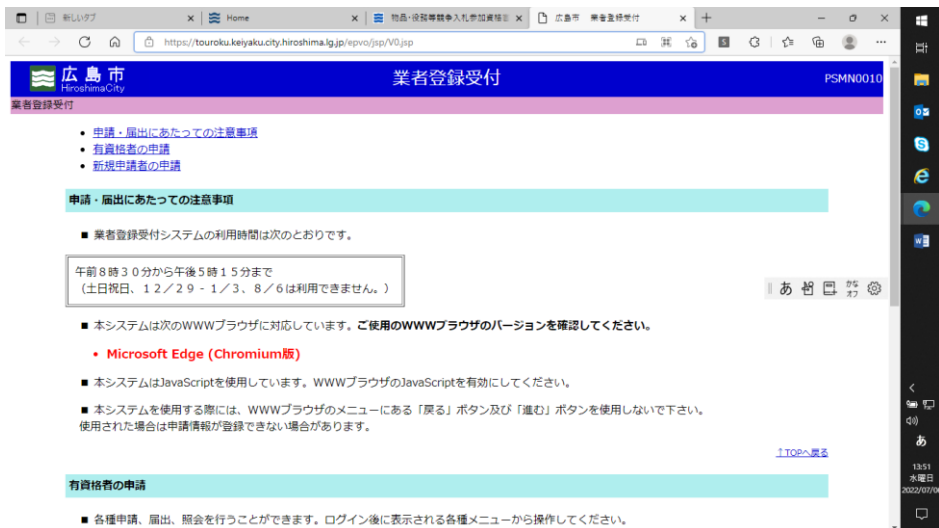 新しいタブ
Home
物品・役務等競争入札参加資格
広島市 業者登録受付
https://touroku.keiyaku.city.hiroshima.lg.jp/epvo/jsp/V0.jsp
広島市
HiroshimaCity
業者登録受付
PSMN0010
業者登録受付
• 申請・届出にあたっての注意事項
• 有資格者の申請
• 新規申請者の申請
申請・届出にあたっての注意事項
■ 業者登録受付システムの利用時間は次のとおりです。
午前8時30分から午後5時15分まで
(土日祝日、12/29-1/3、8/6は利用できません。)
あ
かな
オフ
■ 本システムは次のWWWブラウザに対応しています。ご使用のWWWブラウザのバージョンを確認してください。
• Microsoft Edge (Chromium版)
■ 本システムはJavaScriptを使用しています。WWWブラウザのJavaScriptを有効にしてください。
■ 本システムを使用する際には、WWWブラウザのメニューにある「戻る」ボタン及び「進む」ボタンを使用しないで下さい。
使用された場合は申請情報が登録できない場合があります。
↑TOPへ戻る
有資格者の申請
■ 各種申請、届出、照会を行うことができます。ログイン後に表示される各種メニューから操作してください。
あ
13:51
水曜日
2022/07/0